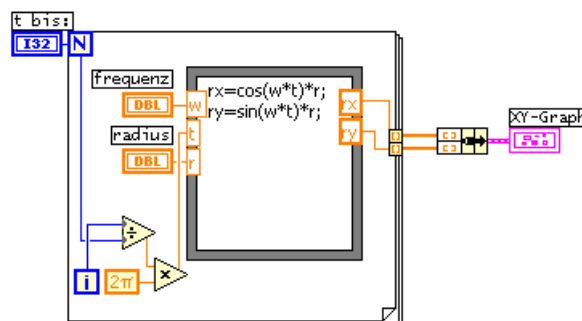 t bis:
I32
N
frequenz
DBL
w
rx=cos(w*t)*r;
ry=sin(w*t)*r;
rx
t
ry
radius
DBL
r
XY-Graph
÷
×
i
2π